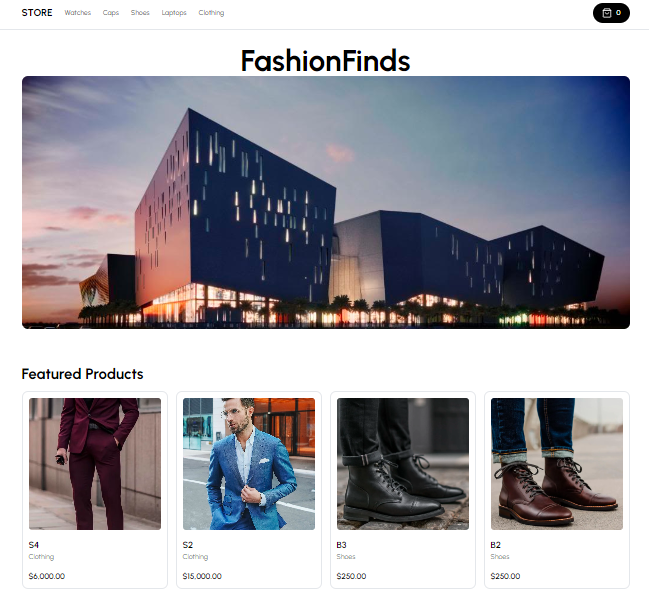 STORE Watches Caps Shoes Laptops Clothing 0
FashionFinds
Featured Products
S4 S2 B3 B2
Clothing Clothing Shoes Shoes
$6,000.00 $15,000.00 $250.00 $250.00